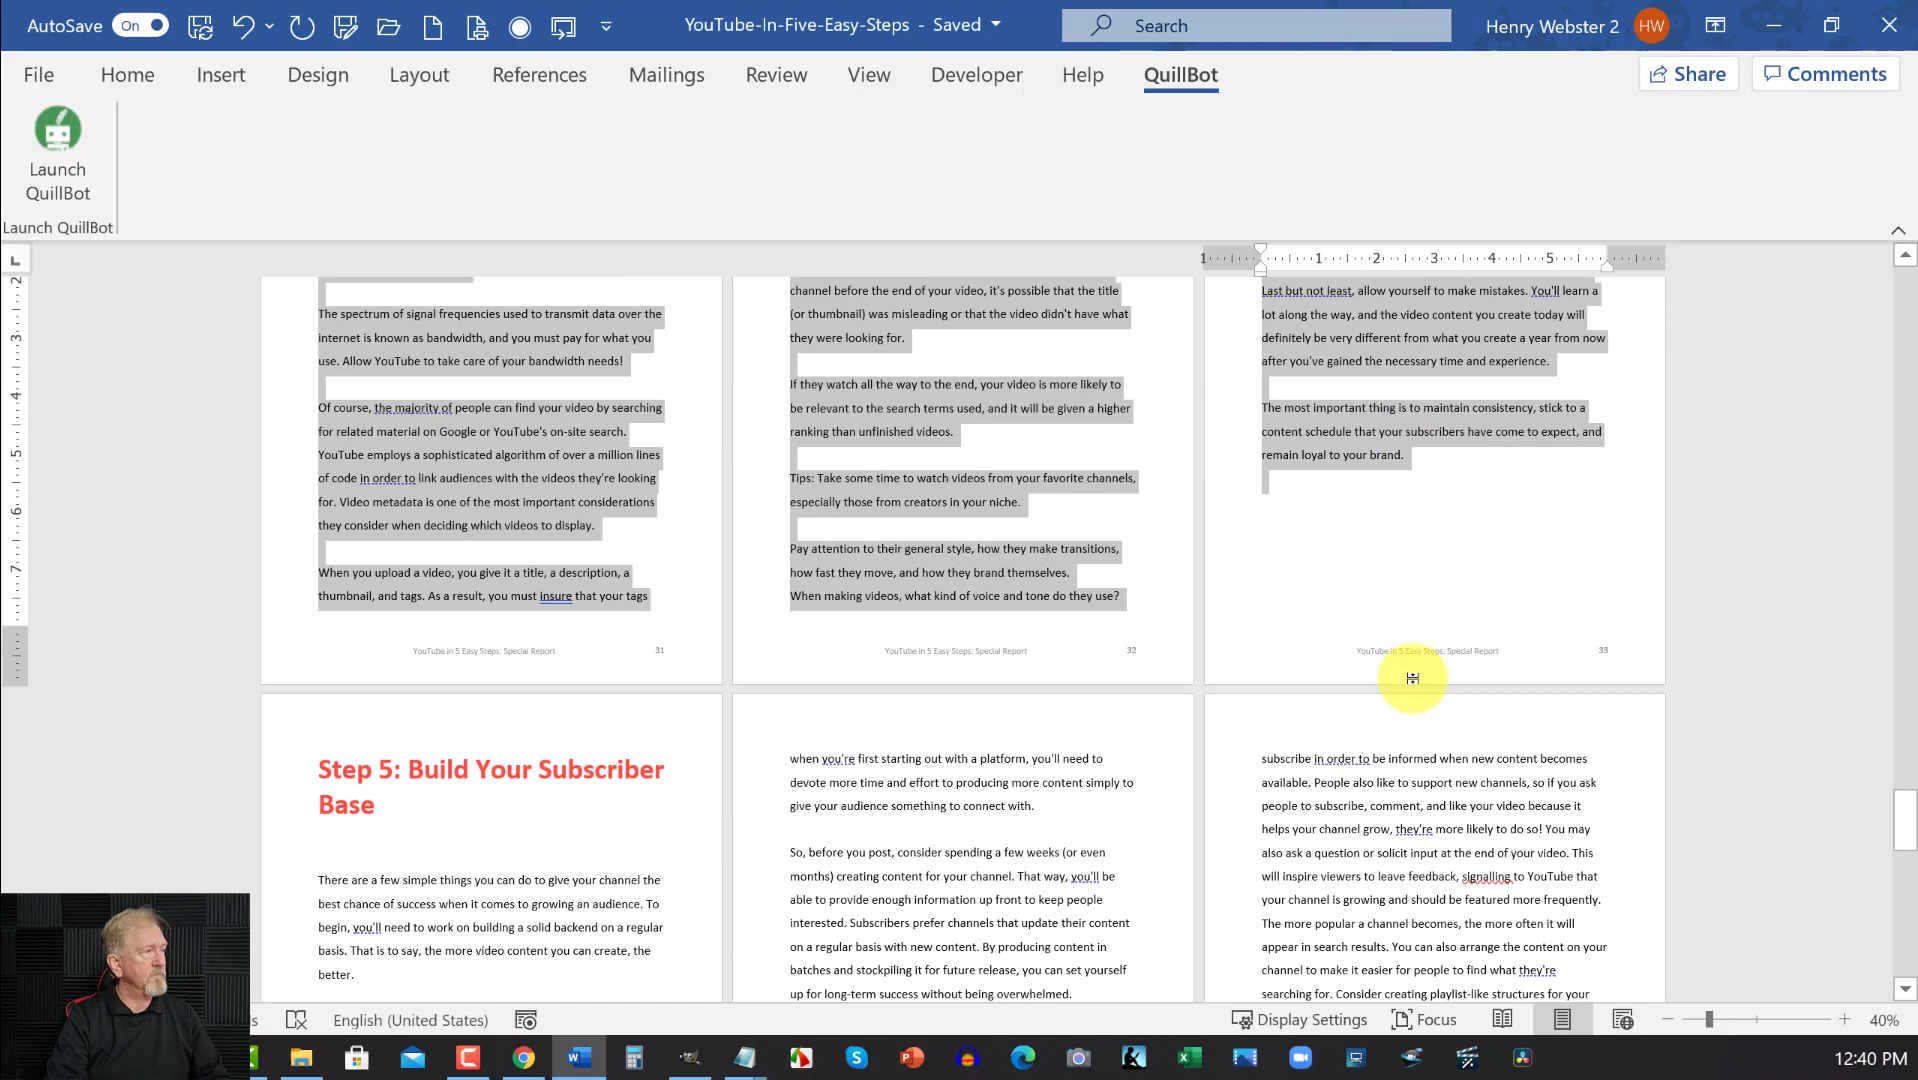 AutoSave On YouTube-In-Five-Easy-Steps - Saved Search Henry Webster 2 HW
File Home Insert Design Layout References Mailings Review View Developer Help QuillBot Share Comments
Launch
QuillBot
Launch QuillBot
1 1 2 3 4 5
2
3
4
5
6
7
The spectrum of signal frequencies used to transmit data over the
internet is known as bandwidth, and you must pay for what you
use. Allow YouTube to take care of your bandwidth needs!
Of course, the majority of people can find your video by searching
for related material on Google or YouTube's on-site search.
YouTube employs a sophisticated algorithm of over a million lines
of code in order to link audiences with the videos they're looking
for. Video metadata is one of the most important considerations
they consider when deciding which videos to display.
When you upload a video, you give it a title, a description, a
thumbnail, and tags. As a result, you must insure that your tags
YouTube in 5 Easy Steps: Special Report 31
channel before the end of your video, it's possible that the title
(or thumbnail) was misleading or that the video didn't have what
they were looking for.
If they watch all the way to the end, your video is more likely to
be relevant to the search terms used, and it will be given a higher
ranking than unfinished videos.
Tips: Take some time to watch videos from your favorite channels,
especially those from creators in your niche.
Pay attention to their general style, how they make transitions,
how fast they move, and how they brand themselves.
When making videos, what kind of voice and tone do they use?
YouTube in 5 Easy Steps: Special Report 32
Last but not least, allow yourself to make mistakes. You'll learn a
lot along the way, and the video content you create today will
definitely be very different from what you create a year from now
after you've gained the necessary time and experience.
The most important thing is to maintain consistency, stick to a
content schedule that your subscribers have come to expect, and
remain loyal to your brand.
YouTube in 5 Easy Steps: Special Report 33
Step 5: Build Your Subscriber
Base
There are a few simple things you can do to give your channel the
best chance of success when it comes to growing an audience. To
begin, you'll need to work on building a solid backend on a regular
basis. That is to say, the more video content you can create, the
better.
when you're first starting out with a platform, you'll need to
devote more time and effort to producing more content simply to
give your audience something to connect with.
So, before you post, consider spending a few weeks (or even
months) creating content for your channel. That way, you'll be
able to provide enough information up front to keep people
interested. Subscribers prefer channels that update their content
on a regular basis with new content. By producing content in
batches and stockpiling it for future release, you can set yourself
up for long-term success without being overwhelmed.
subscribe in order to be informed when new content becomes
available. People also like to support new channels, so if you ask
people to subscribe, comment, and like your video because it
helps your channel grow, they're more likely to do so! You may
also ask a question or solicit input at the end of your video. This
will inspire viewers to leave feedback, signalling to YouTube that
your channel is growing and should be featured more frequently.
The more popular a channel becomes, the more often it will
appear in search results. You can also arrange the content on your
channel to make it easier for people to find what they're
searching for. Consider creating playlist-like structures for your
English (United States) Display Settings Focus 40%
12:40 PM